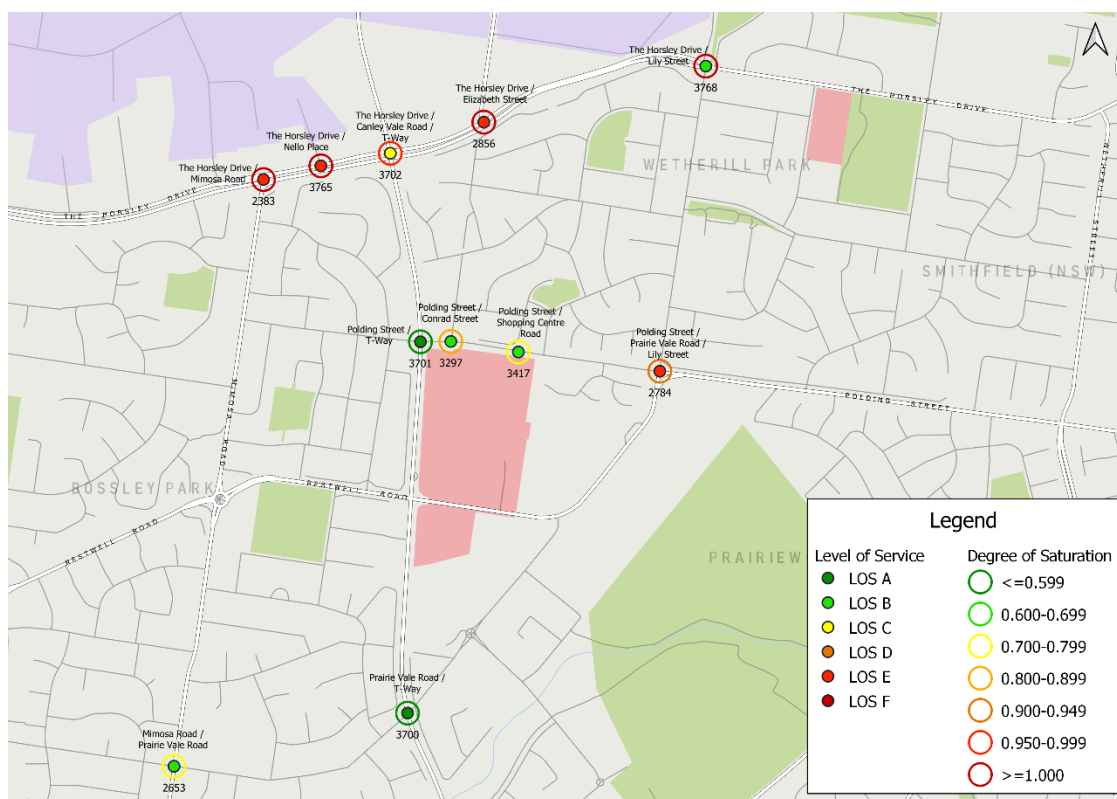 The Horsley Drive /
Lily Street
3768
The Horsley Drive /
Elizabeth Street
2856
The Horsley Drive /
Canley Vale Road /
T-Way
3702
The Horsley Drive /
Nello Place
3765
The Horsley Drive /
Mimosa Road
2383
THE HORSLEY DRIVE
THE HORSLEY DRIVE
WETHERILL PARK
WETHERILL STREET
SMITHFIELD (NSW)
Polding Street /
T-Way
3701
Polding Street /
Conrad Street
3297
Polding Street /
Shopping Centre
Road
3417
Polding Street /
Prairie Vale Road /
Lily Street
2784
POLDING STREET
MIMOSA ROAD
BOSSLEY PARK
RESTWELL ROAD
RESTWELL ROAD
PRAIRIEW
Prairie Vale Road /
T-Way
3700
Mimosa Road /
Prairie Vale Road
2653
Legend
Level of Service
LOS A
LOS B
LOS C
LOS D
LOS E
LOS F
Degree of Saturation
<=0.599
0.600-0.699
0.700-0.799
0.800-0.899
0.900-0.949
0.950-0.999
>=1.000